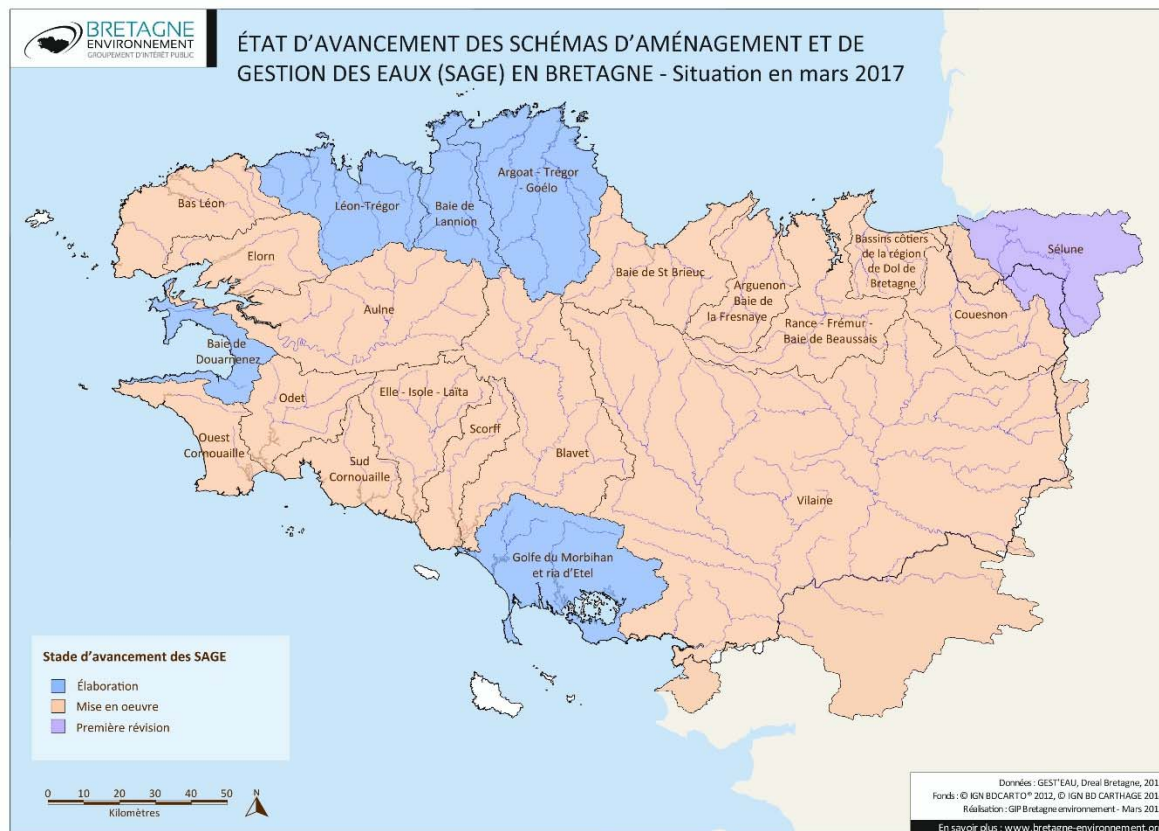 BRETAGNE
ENVIRONNEMENT
GROUPEMENT D'INTÉRÊT PUBLIC
ÉTAT D'AVANCEMENT DES SCHÉMAS D'AMÉNAGEMENT ET DE
GESTION DES EAUX (SAGE) EN BRETAGNE - Situation en mars 2017
Argoat - Trégor
- Goélo
Bas Léon
Léon-Trégor
Baie de
Lannion
Elorn
Aulne
Baie de St Brieuc
Arguenon -
Baie de
la Fresnaye
Rance - Frémur -
Baie de Beaussais
Bassins côtiers
de la région
de Dol de
Bretagne
Sélune
Couesnon
Baie de
Douarnenez
Odet
Elle - Isole - Laïta
Scorff
Ouest
Cornouaille
Sud
Cornouaille
Blavet
Vilaine
Golfe du Morbihan
et ria d'Etel
Stade d'avancement des SAGE
Élaboration
Mise en oeuvre
Première révision
0 10 20 30 40 50
Kilomètres
N
Données : GEST'EAU, Dreal Bretagne, 201
Fonds : © IGN BDCARTO® 2012, © IGN BD CARTHAGE 201
Réalisation : GIP Bretagne environnement - Mars 201
En savoir plus : www.bretagne-environnement.or